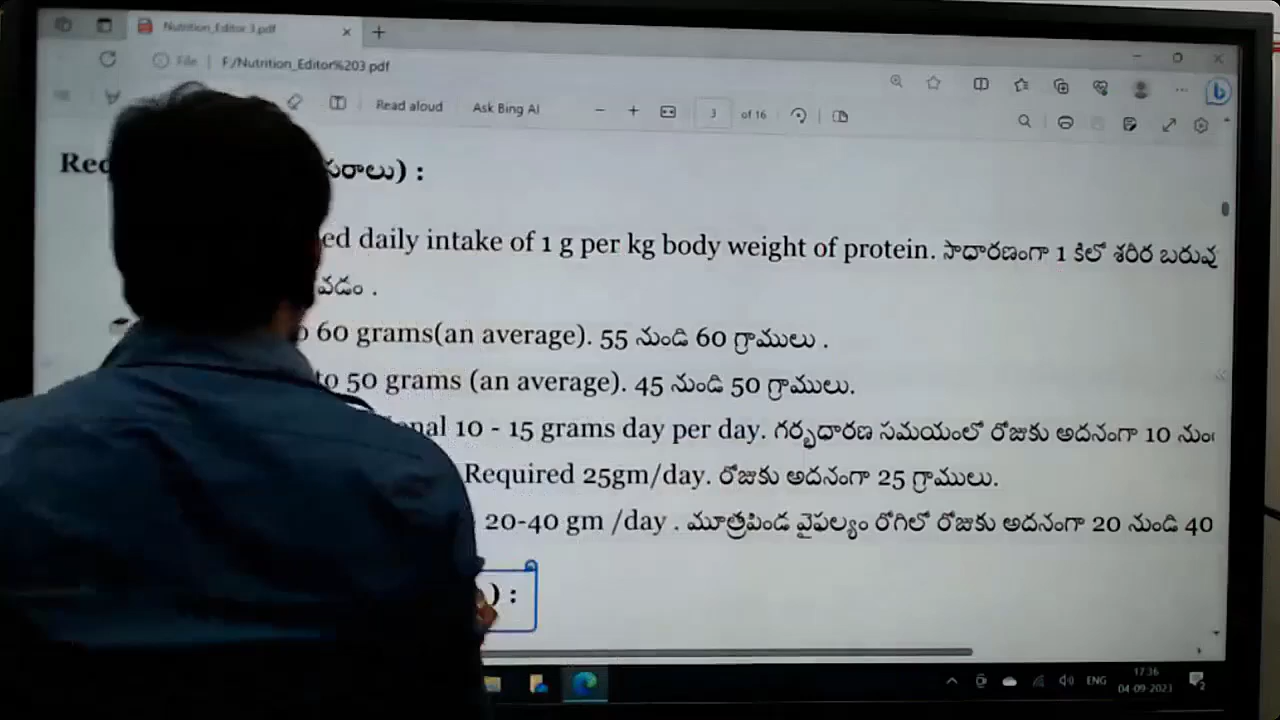 Nutrition_Editor 3.pdf
File F:/Nutrition_Editor%203 pdf
Read aloud Ask Bing AI 3 of 16
సరాలు) :
daily intake of 1 g per kg body weight of protein. సాధారణంగా 1 కిలో శరీర బరువు
వడం .
60 grams(an average). 55 నుండి 60 గ్రాములు .
to 50 grams (an average). 45 నుండి 50 గ్రాములు.
10 - 15 grams day per day. గర్భధారణ సమయంలో రోజుకు అదనంగా 10
Required 25gm/day. రోజుకు అదనంగా 25 గ్రాములు.
20-40 gm /day . మూత్రపిండ వైఫల్యం రోగిలో రోజుకు అదనంగా 20 నుండి 40
) :
ENG 17:36
04-09-2023